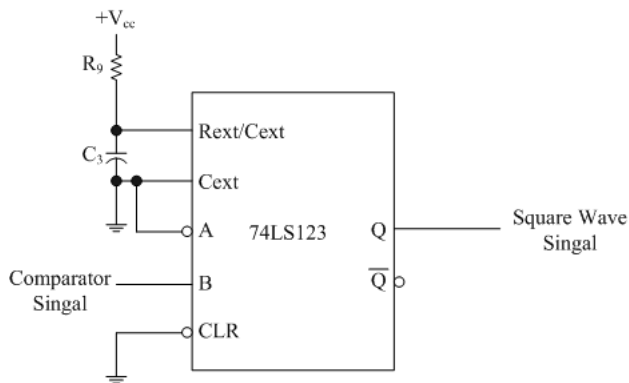 +Vcc
R9
Rext/Cext
C3
Cext
A
74LS123
Q
Square Wave
Singal
Comparator
Singal
B
Q̅
CLR